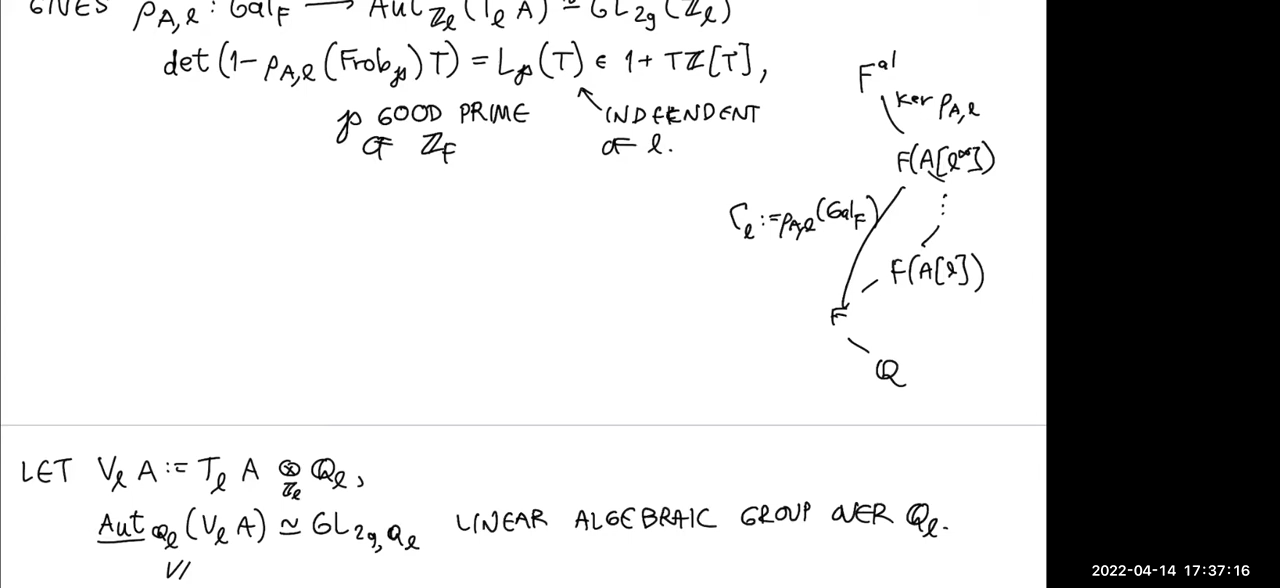 GIVES ρ_{A,ℓ} : Gal_F ⟶ Aut_{ℤ_ℓ}(T_ℓ A) ≃ GL_{2g}(ℤ_ℓ)
det(1-ρ_{A,ℓ}(Frob_𝔭)T) = L_𝔭(T) ∈ 1+Tℤ[T],
𝔭 GOOD PRIME
OF ℤ_F
INDEENDENT
OF ℓ.
F^{al}
ker ρ_{A,ℓ}
F(A[ℓ^∞])
⋮
Γ_ℓ := ρ_{A,ℓ}(Gal_F)
F(A[ℓ])
F
ℚ
LET V_ℓ A := T_ℓ A ⊗_{ℤ_ℓ} ℚ_ℓ,
Aut_{ℚ_ℓ}(V_ℓ A) ≃ GL_{2g,ℚ_ℓ} LINEAR ALGEBRAIC GROUP OVER ℚ_ℓ.
V/
2022-04-14 17:37:16